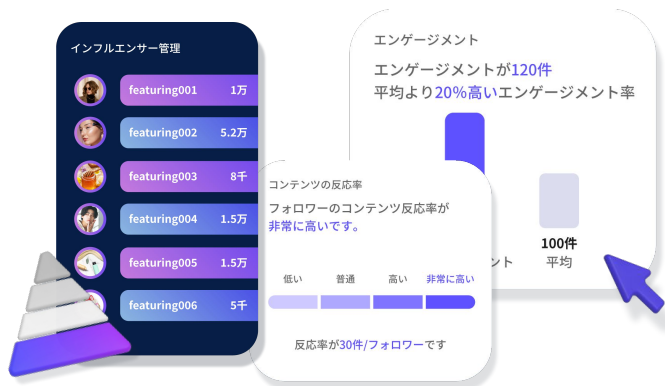 インフルエンサー管理
featuring001 1万
featuring002 5.2万
featuring003 8千
featuring004 1.5万
featuring005 1.5万
featuring006 5千
エンゲージメント
エンゲージメントが120件
平均より20%高いエンゲージメント率
100件
ント 平均
コンテンツの反応率
フォロワーのコンテンツ反応率が
非常に高いです。
低い 普通 高い 非常に高い
反応率が30件/フォロワーです